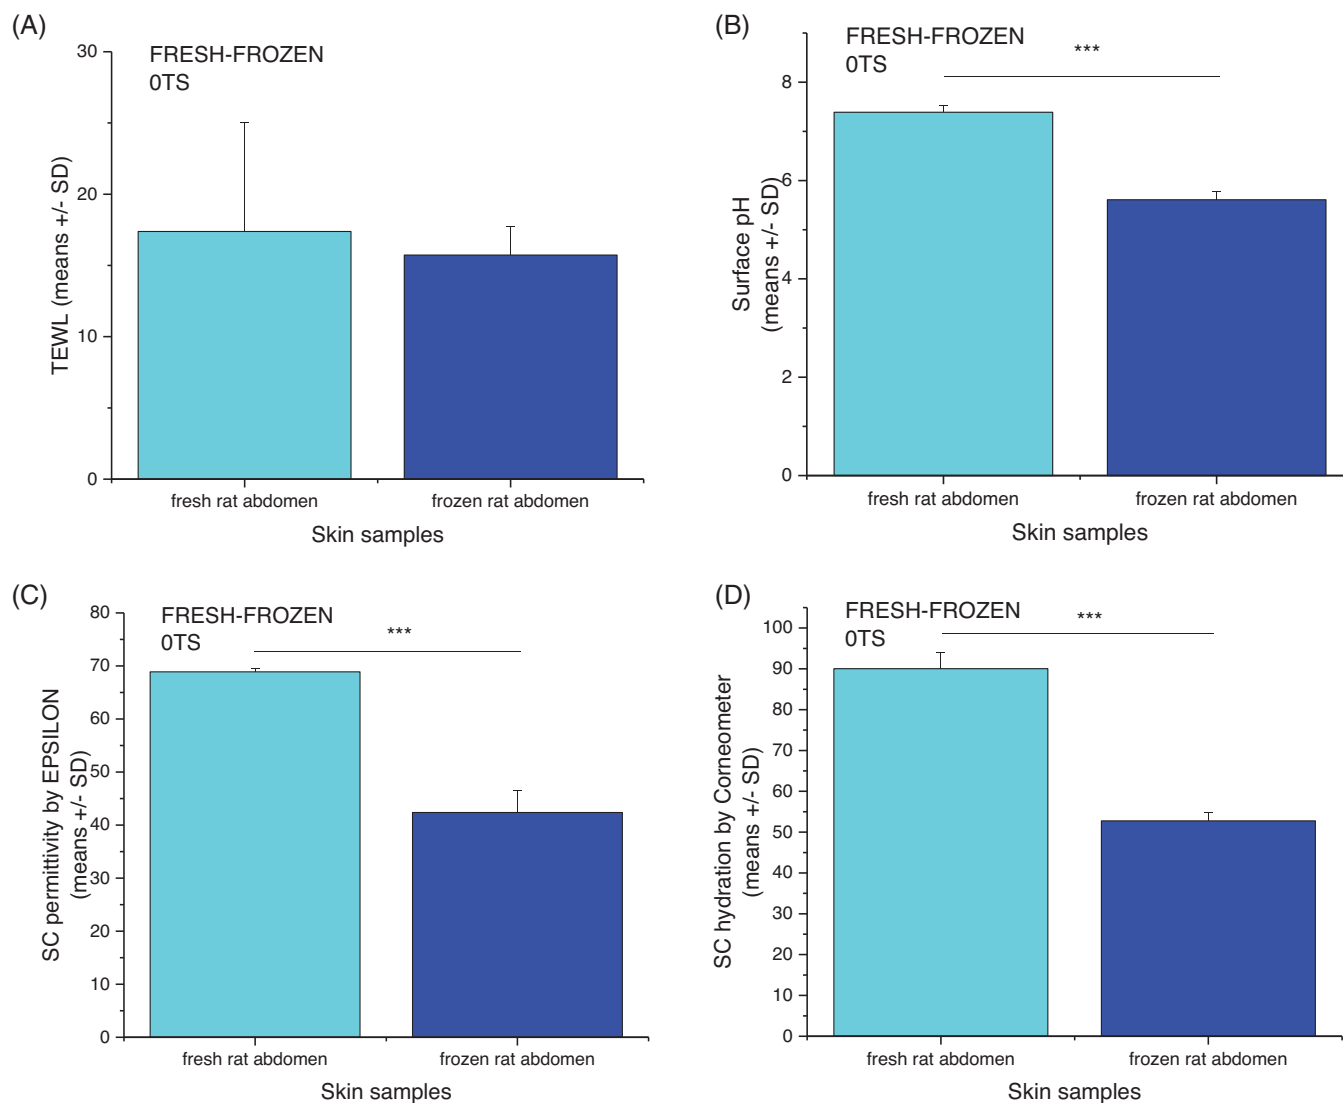 (A)
FRESH-FROZEN
0TS
TEWL (means +/- SD)
30
20
10
0
fresh rat abdomen
frozen rat abdomen
Skin samples
(B)
FRESH-FROZEN
0TS
***
Surface pH
(means +/- SD)
8
6
4
2
0
fresh rat abdomen
frozen rat abdomen
Skin samples
(C)
FRESH-FROZEN
0TS
***
SC permittivity by EPSILON
(means +/- SD)
80
70
60
50
40
30
20
10
0
fresh rat abdomen
frozen rat abdomen
Skin samples
(D)
FRESH-FROZEN
0TS
***
SC hydration by Corneometer
(means +/- SD)
100
90
80
70
60
50
40
30
20
10
0
fresh rat abdomen
frozen rat abdomen
Skin samples